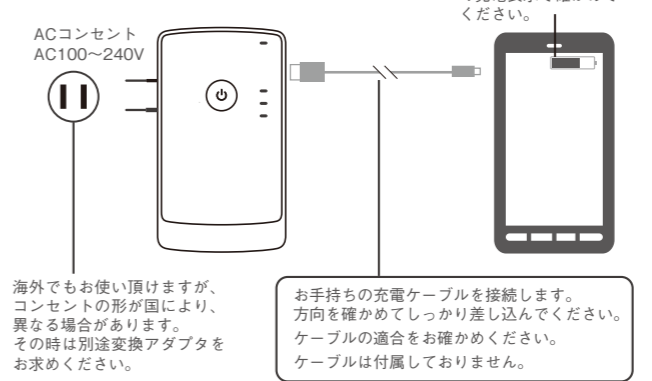 ください。
ACコンセント
AC100〜240V
海外でもお使い頂けますが、
コンセントの形が国により、
異なる場合があります。
その時は別途変換アダプタを
お求めください。
お手持ちの充電ケーブルを接続します。
方向を確かめてしっかり差し込んでください。
ケーブルの適合をお確かめください。
ケーブルは付属しておりません。